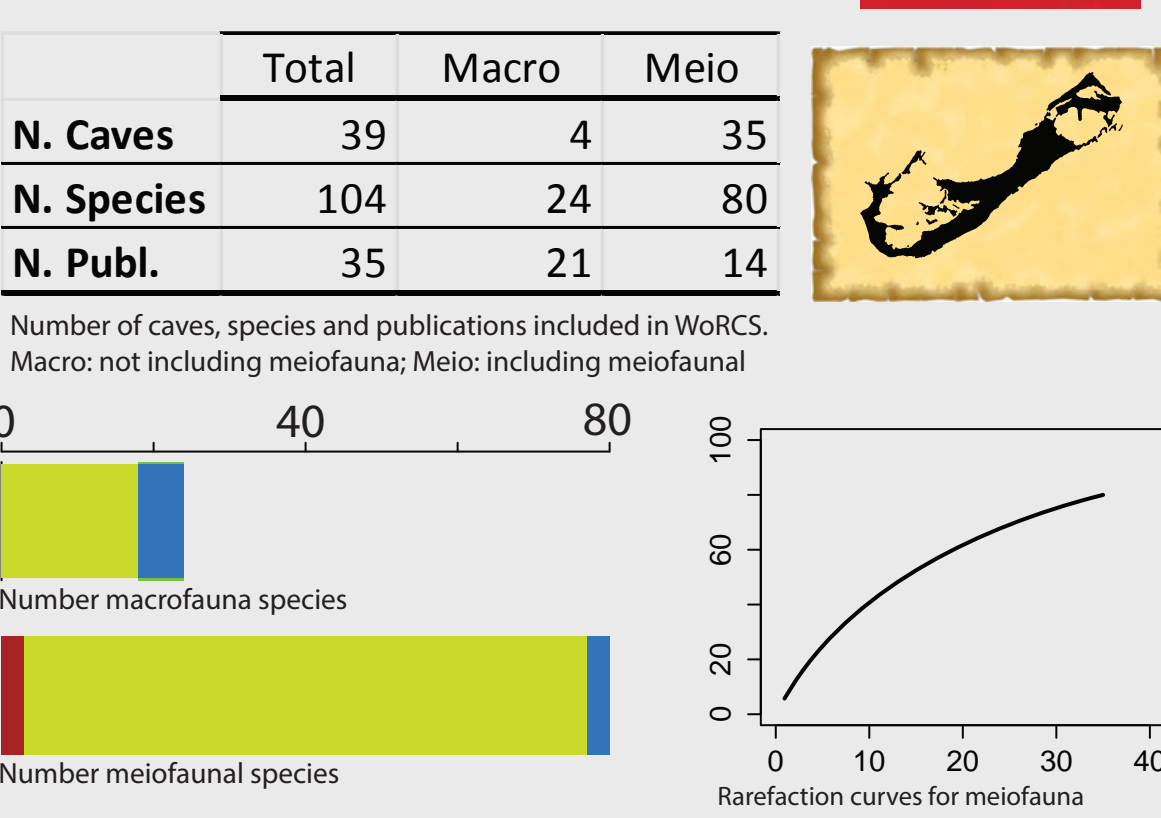 Total Macro Meio
N. Caves 39 4 35
N. Species 104 24 80
N. Publ. 35 21 14
Number of caves, species and publications included in WoRCS.
Macro: not including meiofauna; Meio: including meiofaunal
0 40 80
Number macrofauna species
Number meiofaunal species
100
60
20
0
0 10 20 30 40
Rarefaction curves for meiofauna